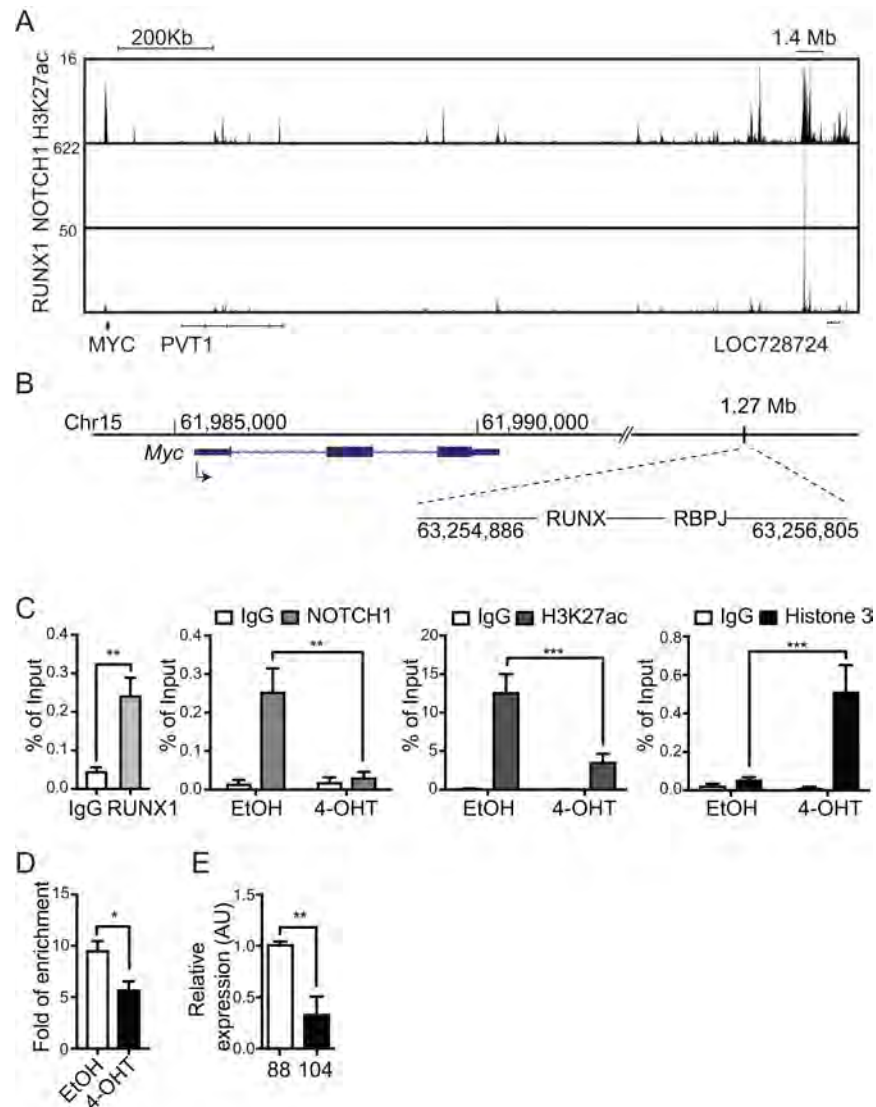 A
200Kb 1.4 Mb
16
H3K27ac
622
NOTCH1
50
RUNX1
MYC PVT1 LOC728724
B
1.27 Mb
Chr15 61,985,000 61,990,000
Myc
RUNX RBPJ
63,254,886 63,256,805
C
IgG NOTCH1 IgG H3K27ac IgG Histone 3
% of Input
0.4
0.3
0.2
0.1
0.0
**
IgG RUNX1
% of Input
0.4
0.3
0.2
0.1
0.0
**
EtOH 4-OHT
% of Input
20
15
10
5
0
***
EtOH 4-OHT
% of Input
0.8
0.6
0.4
0.2
0.0
***
EtOH 4-OHT
D
Fold of enrichment
15
10
5
0
*
EtOH
4-OHT
E
Relative
expression (AU)
1.5
1.0
0.5
0.0
**
88 104